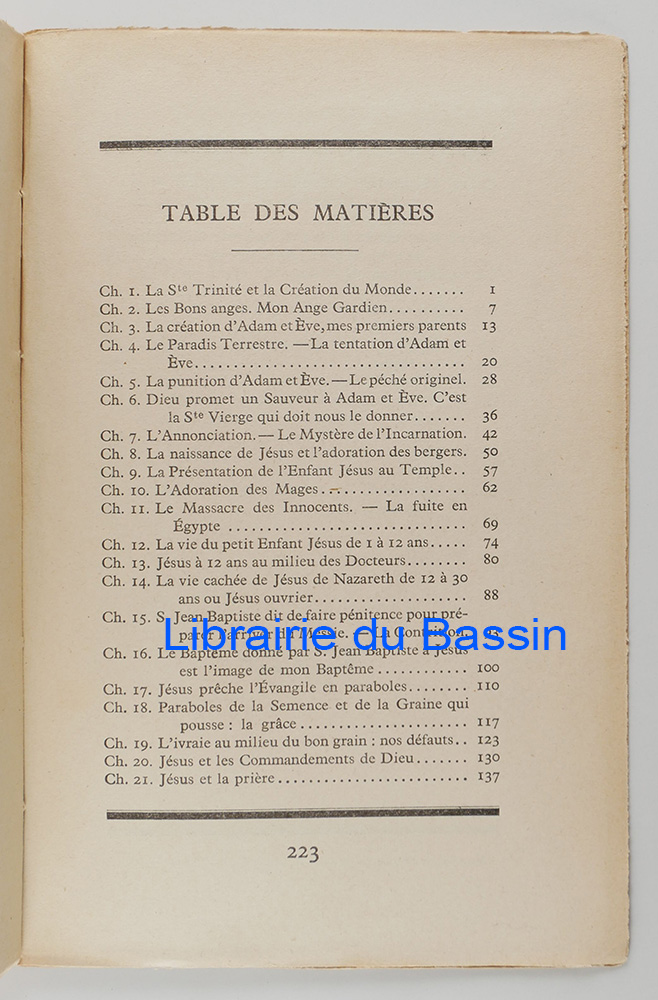 TABLE DES MATIÈRES
Ch. 1. La Ste Trinité et la Création du Monde....... 1
Ch. 2. Les Bons anges. Mon Ange Gardien.......... 7
Ch. 3. La création d'Adam et Ève, mes premiers parents 13
Ch. 4. Le Paradis Terrestre. — La tentation d'Adam et
Ève.................................. 20
Ch. 5. La punition d'Adam et Ève. — Le péché originel. 28
Ch. 6. Dieu promet un Sauveur à Adam et Ève. C'est
la Ste Vierge qui doit nous le donner....... 36
Ch. 7. L'Annonciation. — Le Mystère de l'Incarnation. 42
Ch. 8. La naissance de Jésus et l'adoration des bergers. 50
Ch. 9. La Présentation de l'Enfant Jésus au Temple.. 57
Ch. 10. L'Adoration des Mages.................. 62
Ch. 11. Le Massacre des Innocents. — La fuite en
Égypte .............................. 69
Ch. 12. La vie du petit Enfant Jésus de 1 à 12 ans..... 74
Ch. 13. Jésus à 12 ans au milieu des Docteurs........ 80
Ch. 14. La vie cachée de Jésus de Nazareth de 12 à 30
ans ou Jésus ouvrier................... 88
Ch. 15. S. Jean Baptiste dit de faire pénitence pour pré-
parer l'arrivée du Messie. — La Contrition. 93
Librairie du Bassin
Ch. 16. Le Baptême donné par S. Jean Baptiste à Jésus
est l'image de mon Baptême ............ 100
Ch. 17. Jésus prêche l'Évangile en paraboles........ 110
Ch. 18. Paraboles de la Semence et de la Graine qui
pousse : la grâce ..................... 117
Ch. 19. L'ivraie au milieu du bon grain : nos défauts.. 123
Ch. 20. Jésus et les Commandements de Dieu....... 130
Ch. 21. Jésus et la prière......................... 137
223